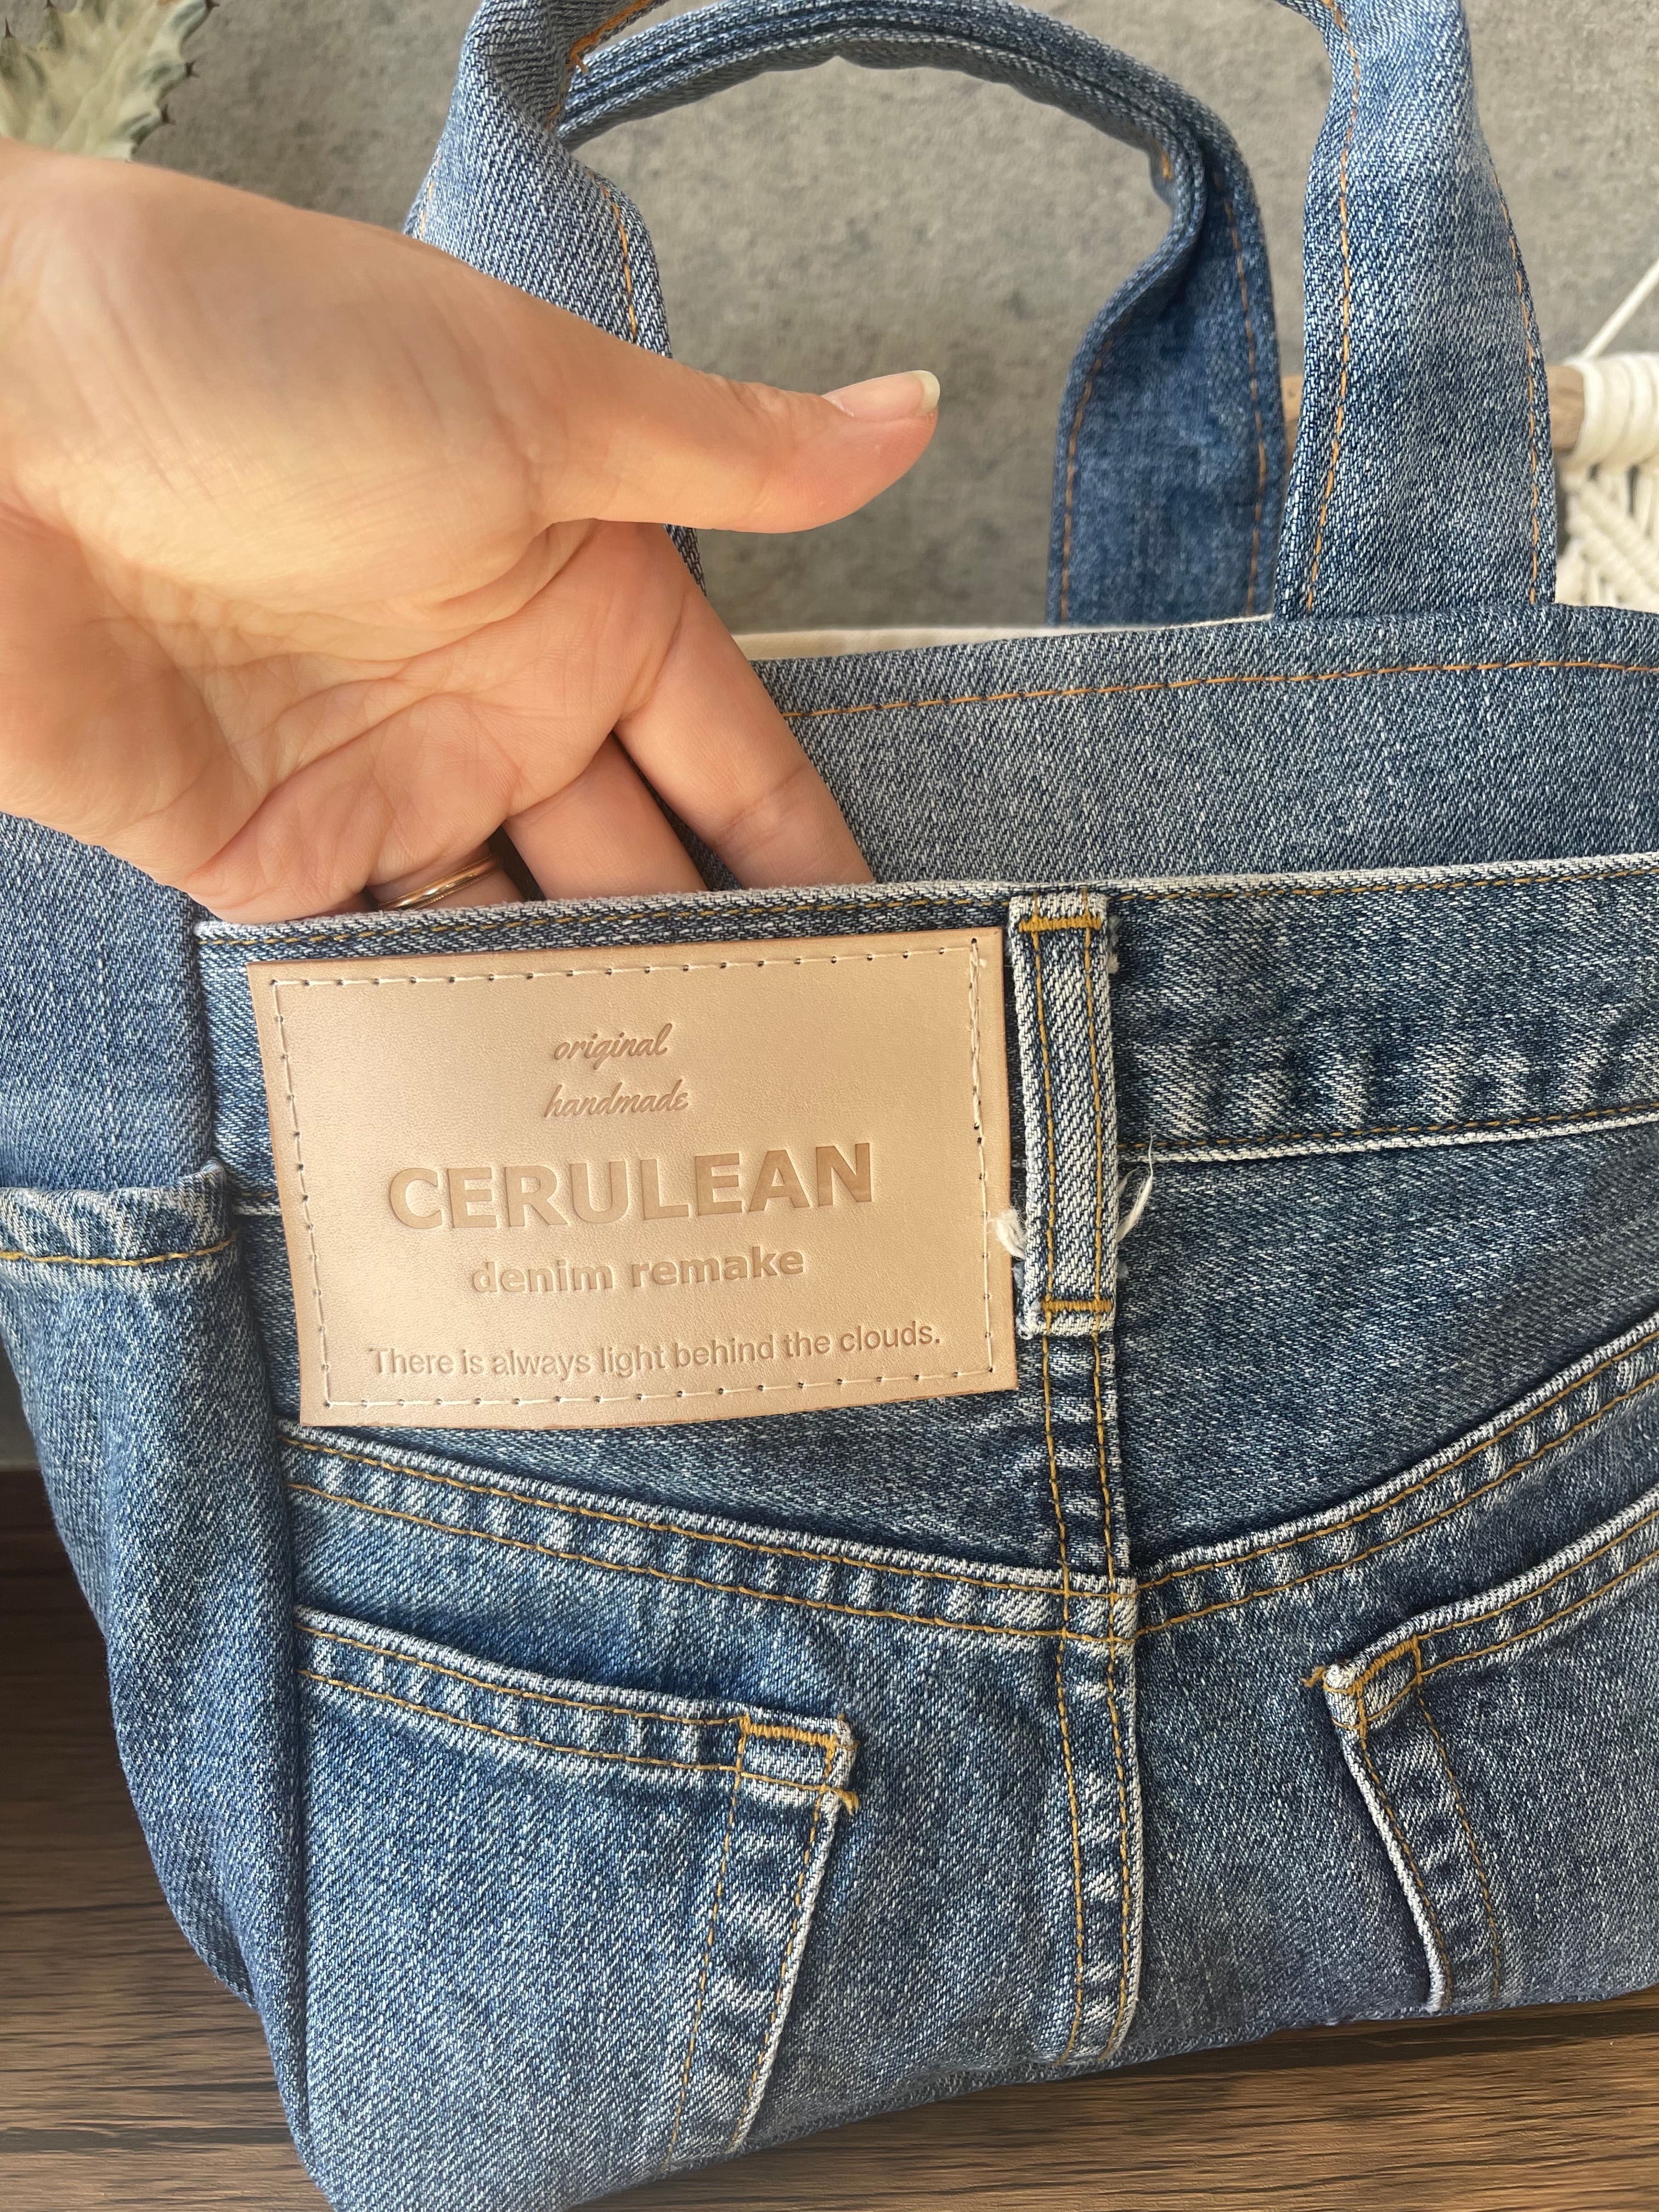 original
handmade
CERULEAN
denim remake
There is always light behind the clouds.